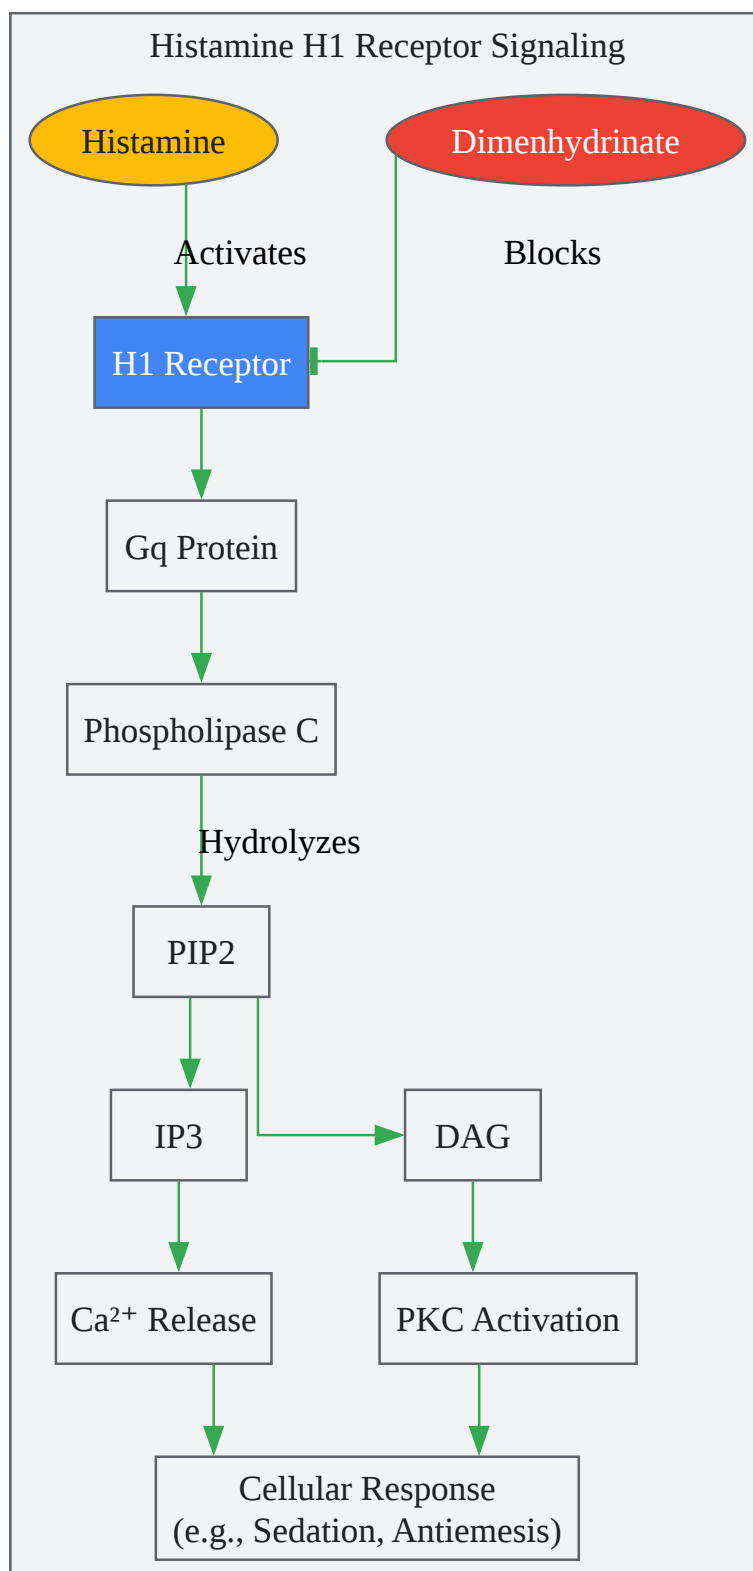 Histamine H1 Receptor Signaling
Histamine
Dimenhydrinate
Activates
Blocks
H1 Receptor
Gq Protein
Phospholipase C
Hydrolyzes
PIP2
IP3
DAG
Ca²⁺ Release
PKC Activation
Cellular Response
(e.g., Sedation, Antiemesis)